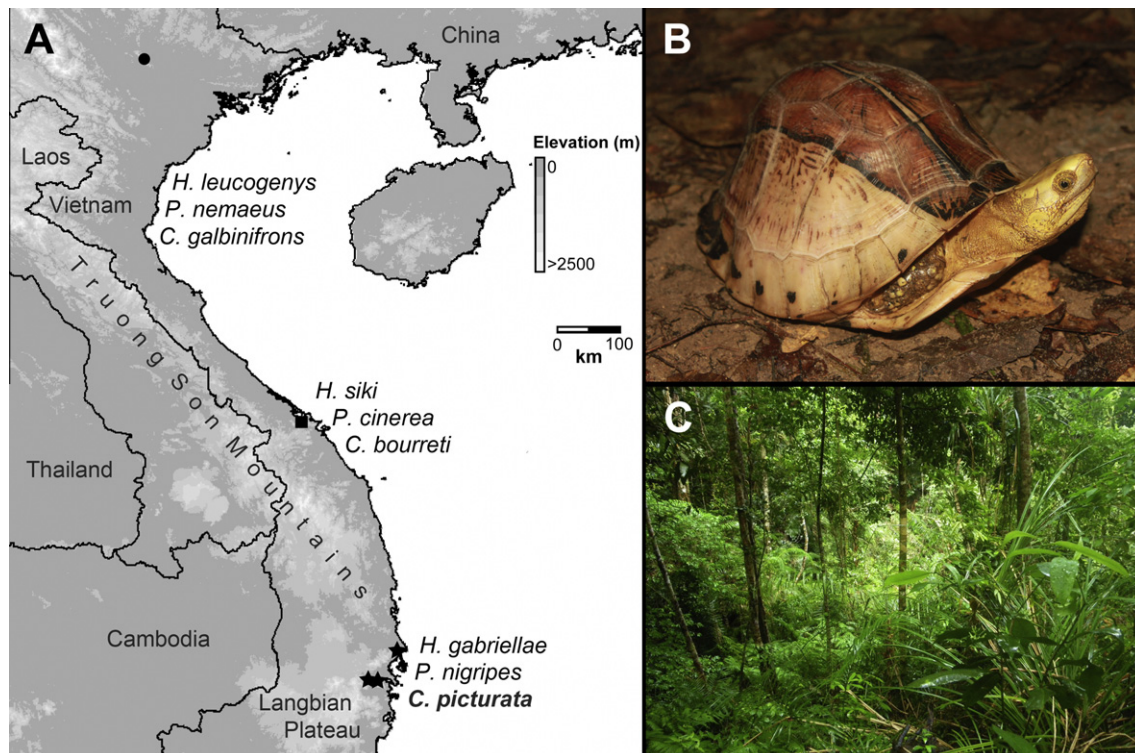 A
China
Elevation (m)
0
>2500
Laos
Vietnam
H. leucogenys
P. nemaeus
C. galbinifrons
0 100
km
Truong Son Mountains
H. siki
P. cinerea
C. bourreti
Thailand
Cambodia
H. gabriellae
P. nigripes
C. picturata
Langbian
Plateau
B
C